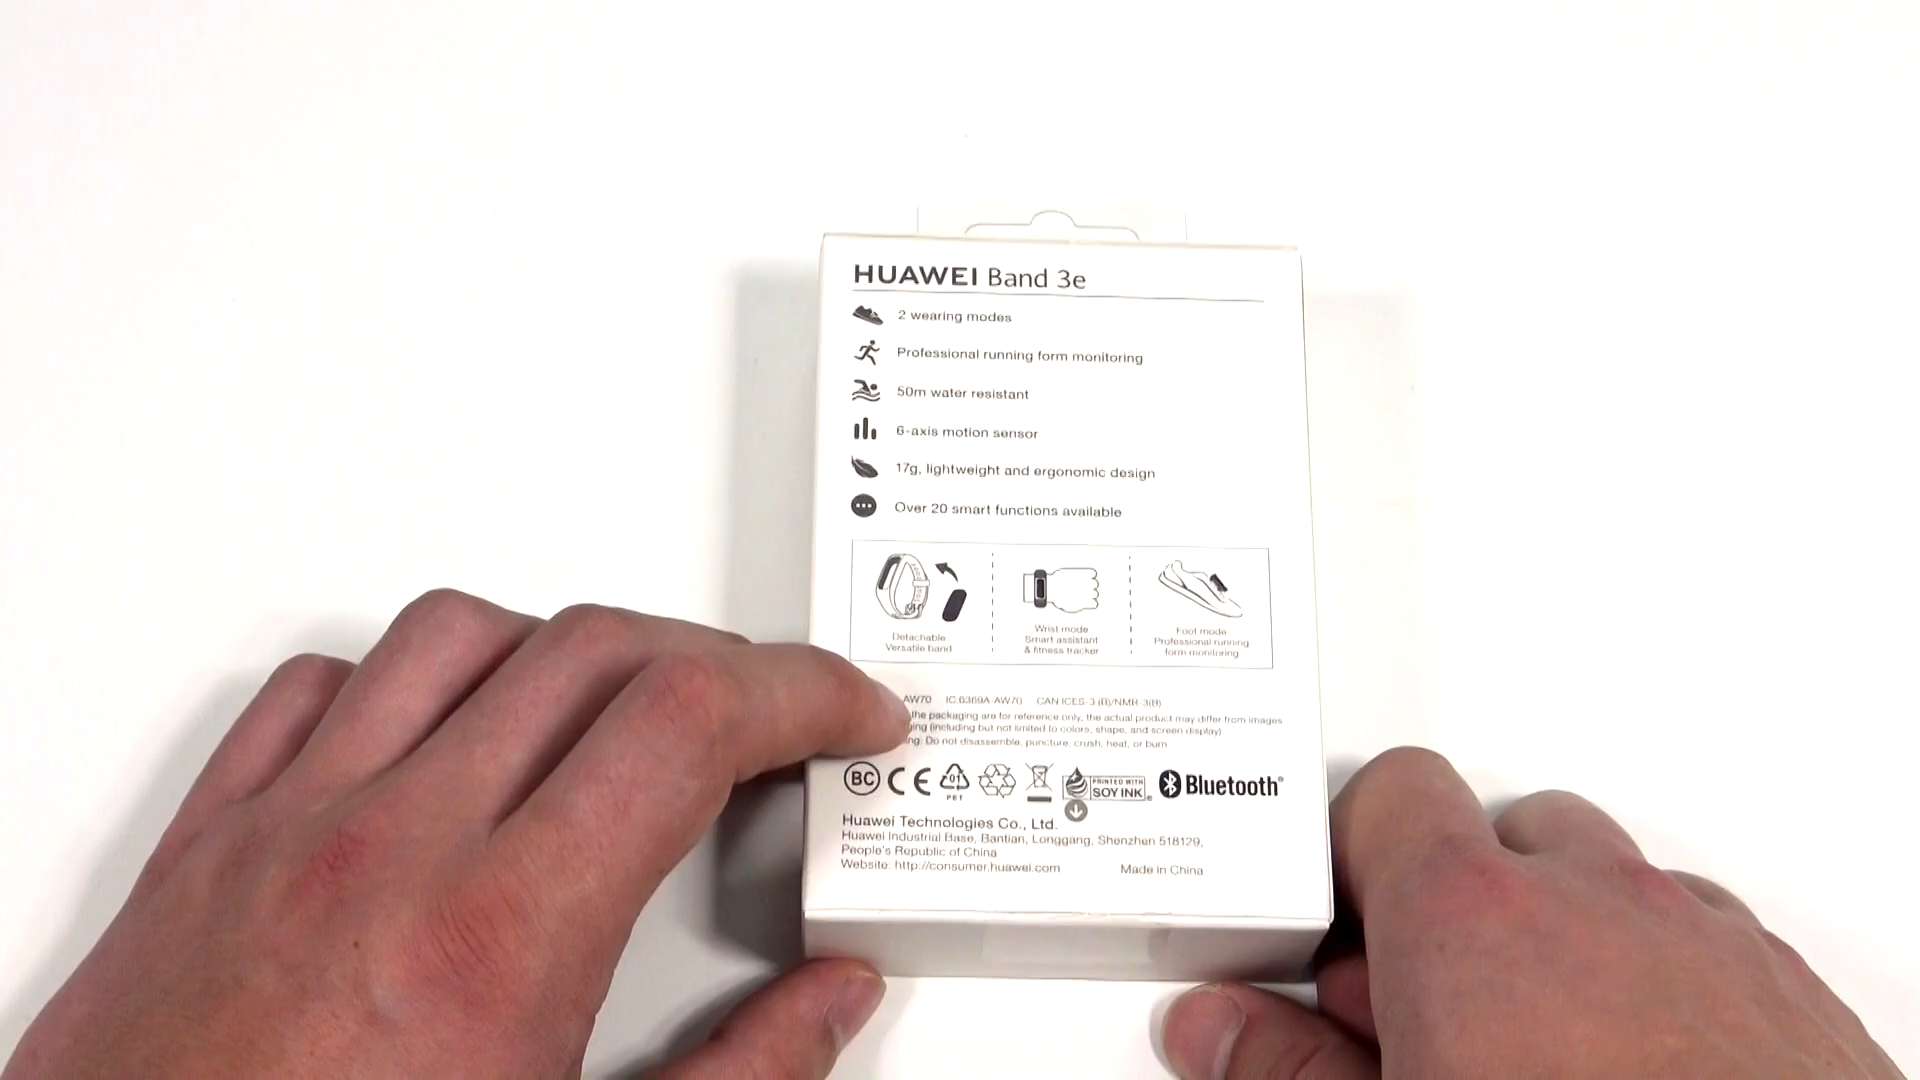 HUAWEI Band 3e
2 wearing modes
Professional running form monitoring
50m water resistant
6-axis motion sensor
17g, lightweight and ergonomic design
Over 20 smart functions available
Detachable
Versatile band
Wrist mode
Smart assistant
& fitness tracker
Foot mode
Professional running
form monitoring
AW70 IC:6369A-AW70 CAN ICES-3 (B)/NMB-3(B)
the packaging are for reference only, the actual product may differ from images
(including but not limited to colors, shape, and screen display)
Do not disassemble, puncture, crush, heat, or burn
BC CE 01 PET PRINTED WITH SOY INK Bluetooth®
Huawei Technologies Co., Ltd.
Huawei Industrial Base, Bantian, Longgang, Shenzhen 518129,
People's Republic of China
Website: http://consumer.huawei.com Made in China